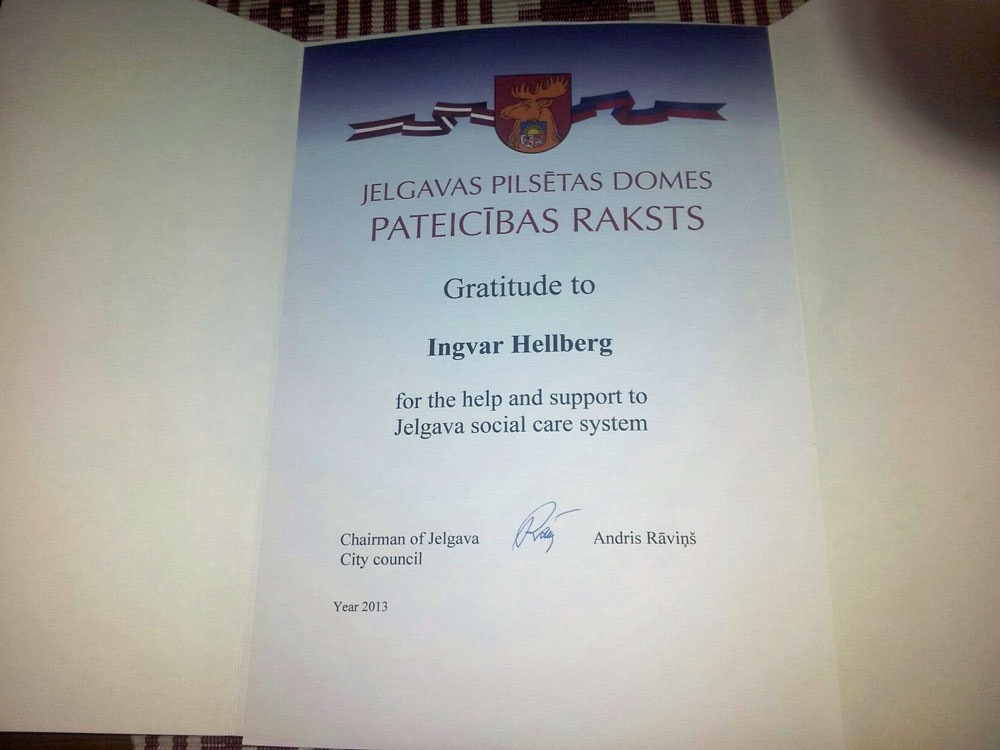 JELGAVAS PILSĒTAS DOMES
PATEICĪBAS RAKSTS
Gratitude to
Ingvar Hellberg
for the help and support to
Jelgava social care system
Chairman of Jelgava
City council
Andris Rāviņš
Year 2013